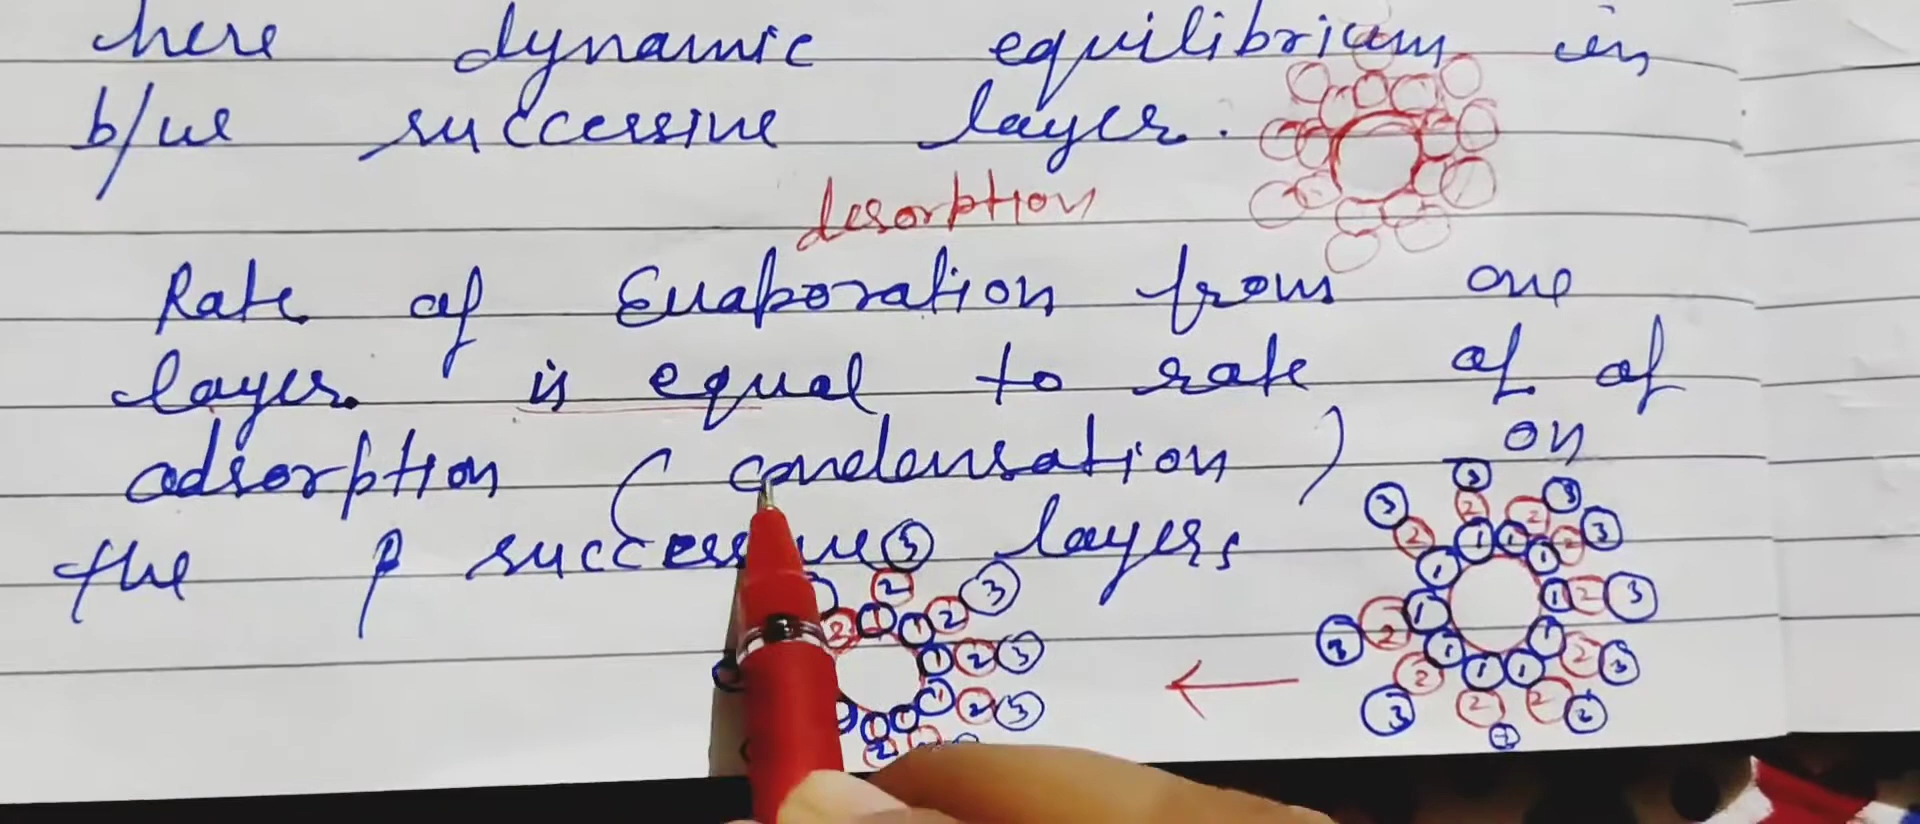 here dynamic equilibrium in
b/w successive layer.
desorption
Rate of Evaporation from one
layer is equal to rate of of
adsorption ( condensation ) on
the successive layers